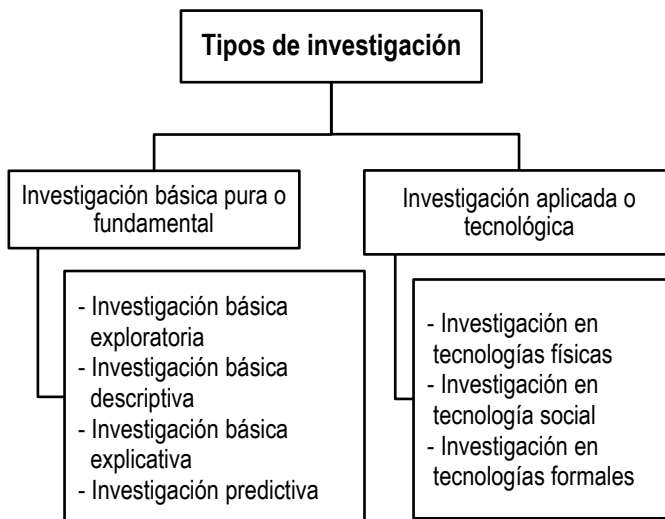 Tipos de investigación
Investigación básica pura o
fundamental
- Investigación básica
exploratoria
- Investigación básica
descriptiva
- Investigación básica
explicativa
- Investigación predictiva
Investigación aplicada o
tecnológica
- Investigación en
tecnologías físicas
- Investigación en
tecnología social
- Investigación en
tecnologías formales